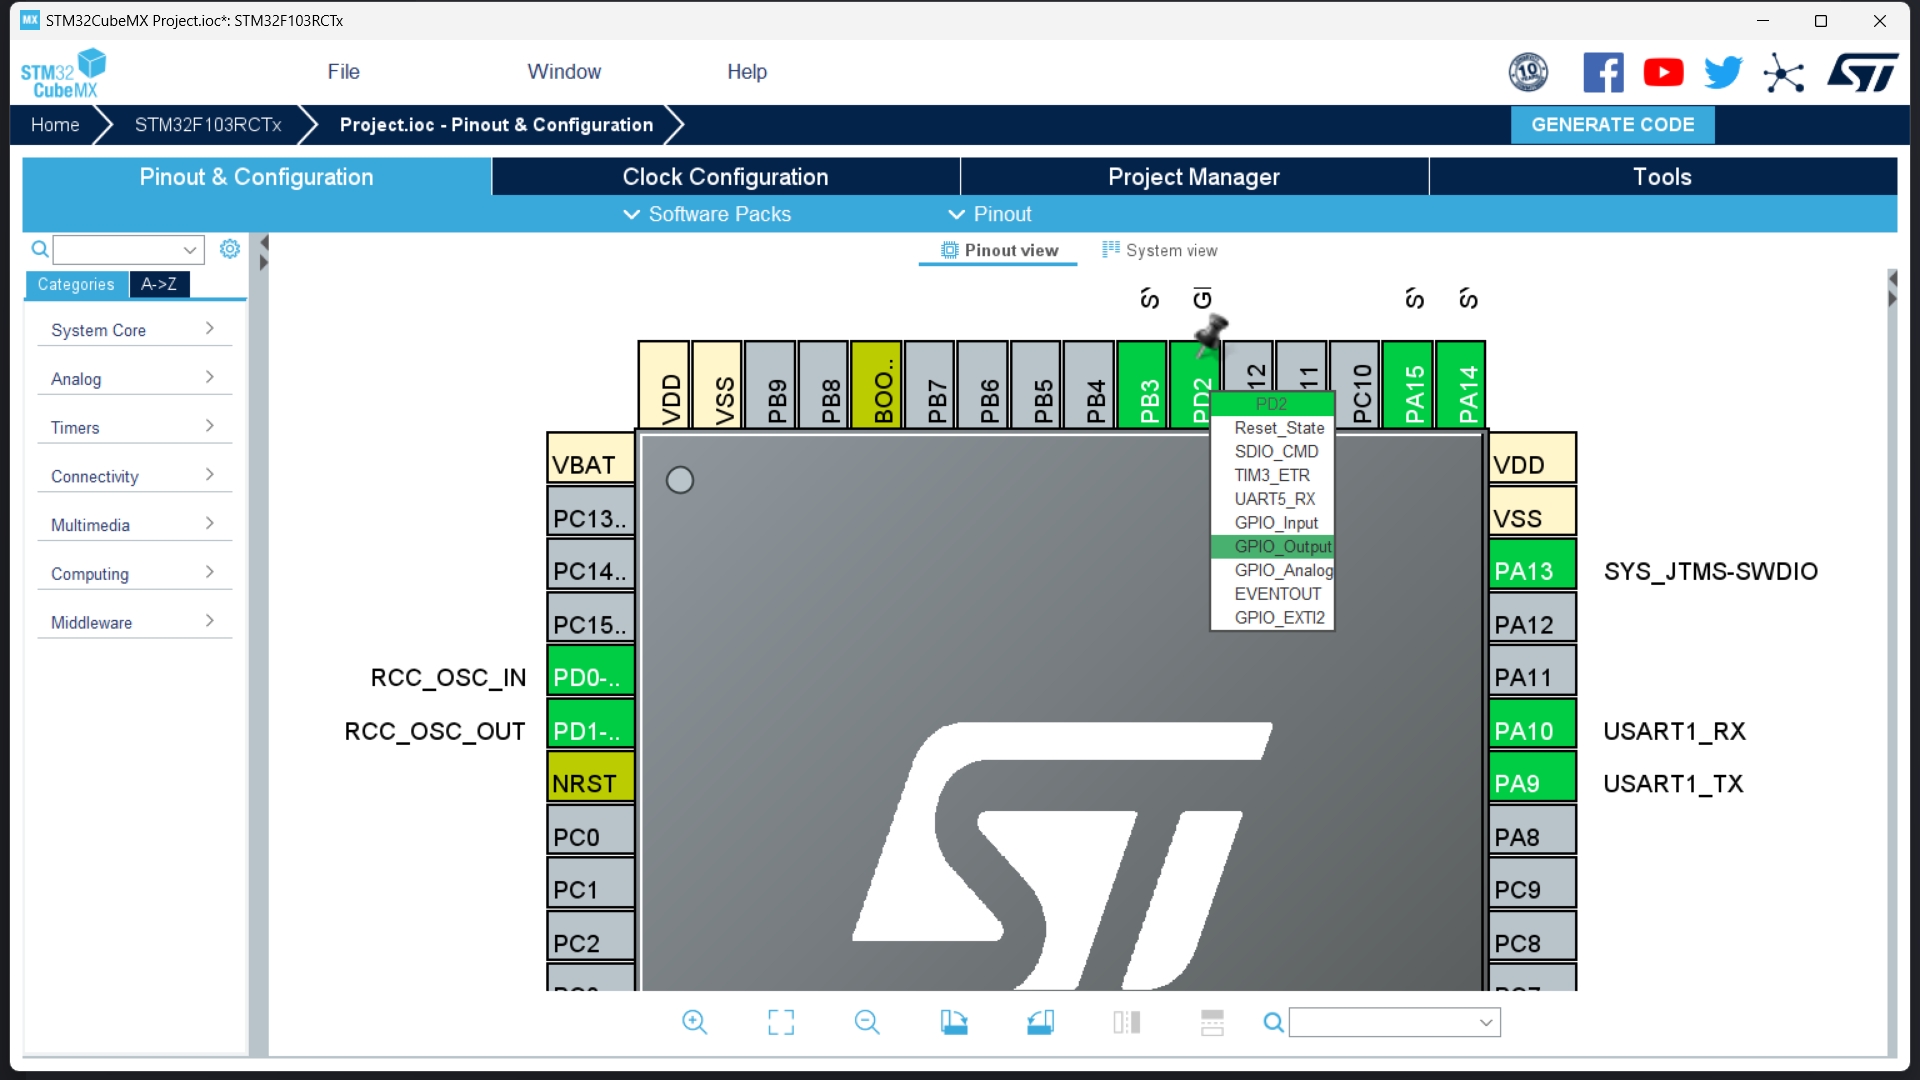 MX STM32CubeMX Project.ioc*: STM32F103RCTx
STM32
CubeMX
File Window Help
10
ST
Home STM32F103RCTx Project.ioc - Pinout & Configuration GENERATE CODE
Pinout & Configuration Clock Configuration Project Manager Tools
Software Packs Pinout
Pinout view System view
Categories A->Z
System Core
Analog
Timers
Connectivity
Multimedia
Computing
Middleware
VDD VSS PB9 PB8 BOO.. PB7 PB6 PB5 PB4 PB3 PD2 12 11 PC10 PA15 PA14
PD2
Reset_State
SDIO_CMD
TIM3_ETR
UART5_RX
GPIO_Input
GPIO_Output
GPIO_Analog
EVENTOUT
GPIO_EXTI2
VBAT
PC13..
PC14..
PC15..
RCC_OSC_IN PD0-..
RCC_OSC_OUT PD1-..
NRST
PC0
PC1
PC2
VDD
VSS
PA13 SYS_JTMS-SWDIO
PA12
PA11
PA10 USART1_RX
PA9 USART1_TX
PA8
PC9
PC8
ST